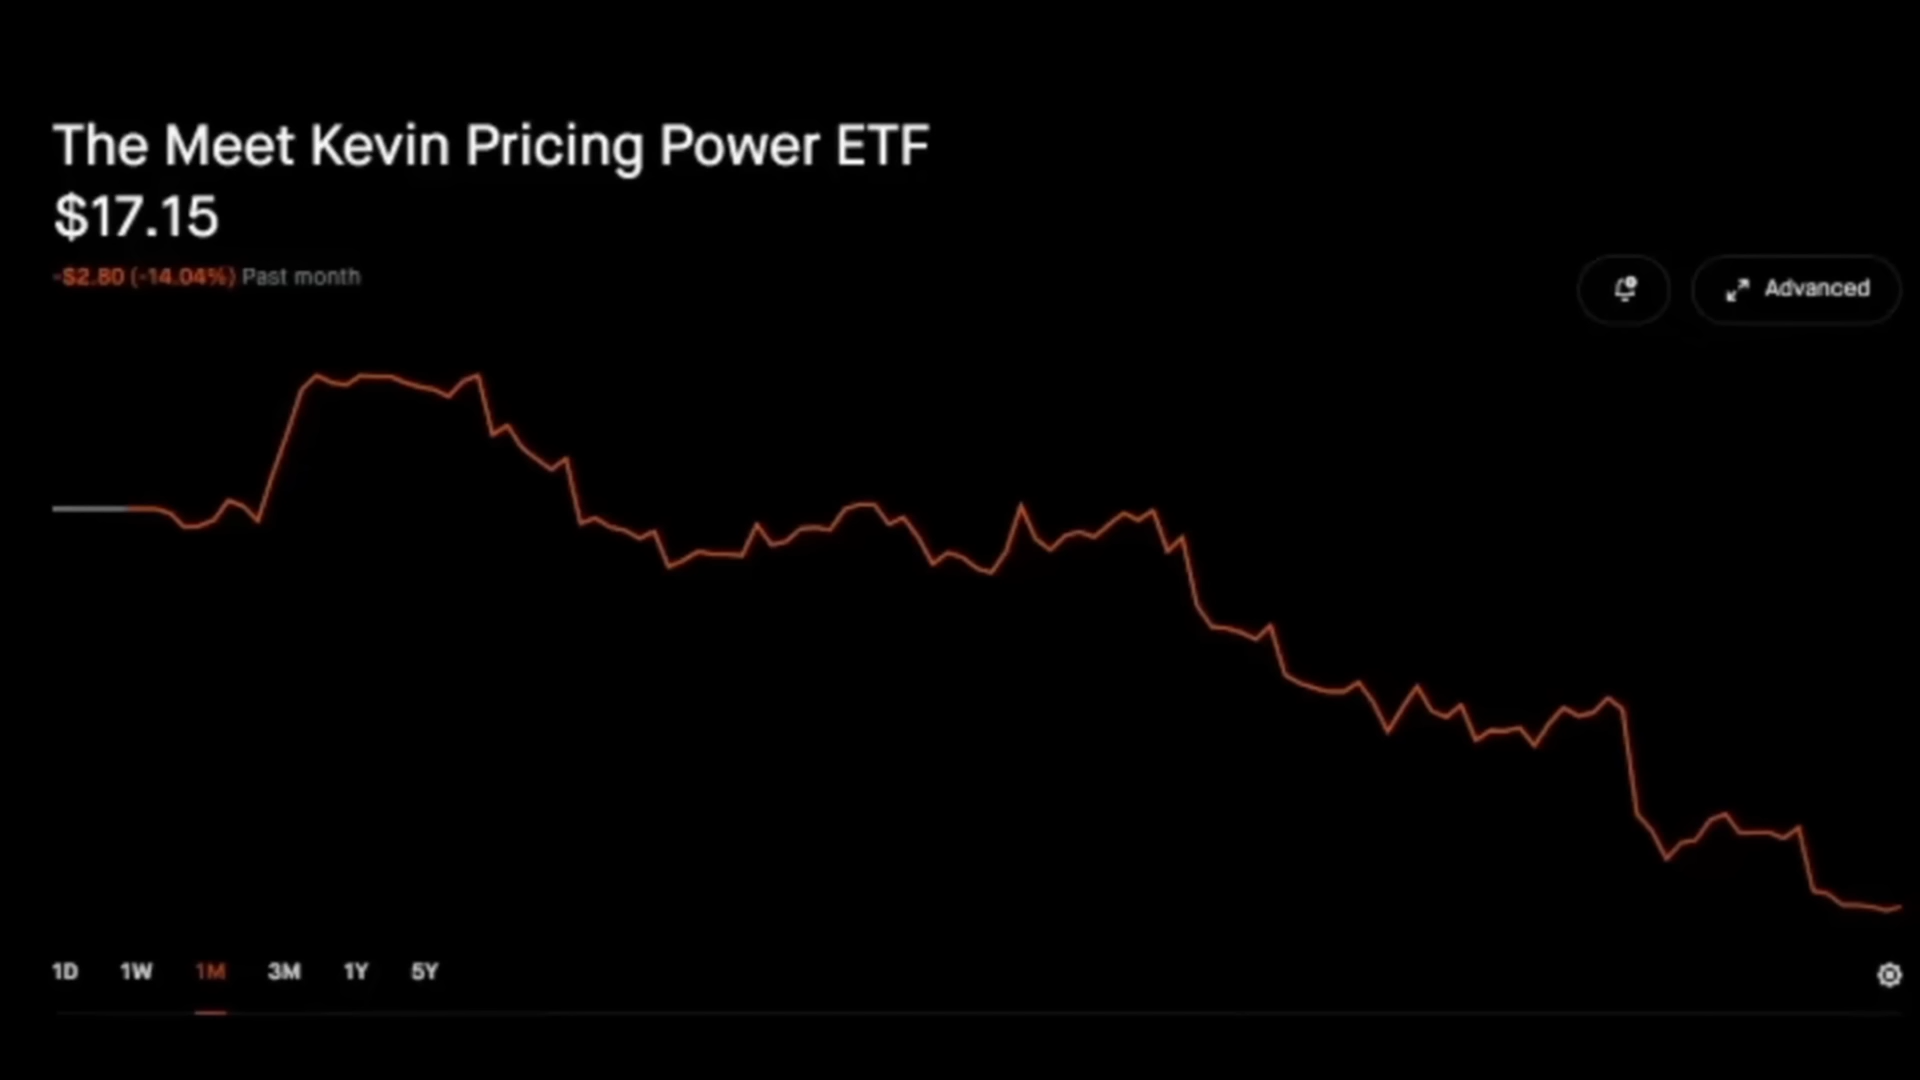 The Meet Kevin Pricing Power ETF
$17.15
-$2.80 (-14.04%) Past month
Advanced
1D 1W 1M 3M 1Y 5Y